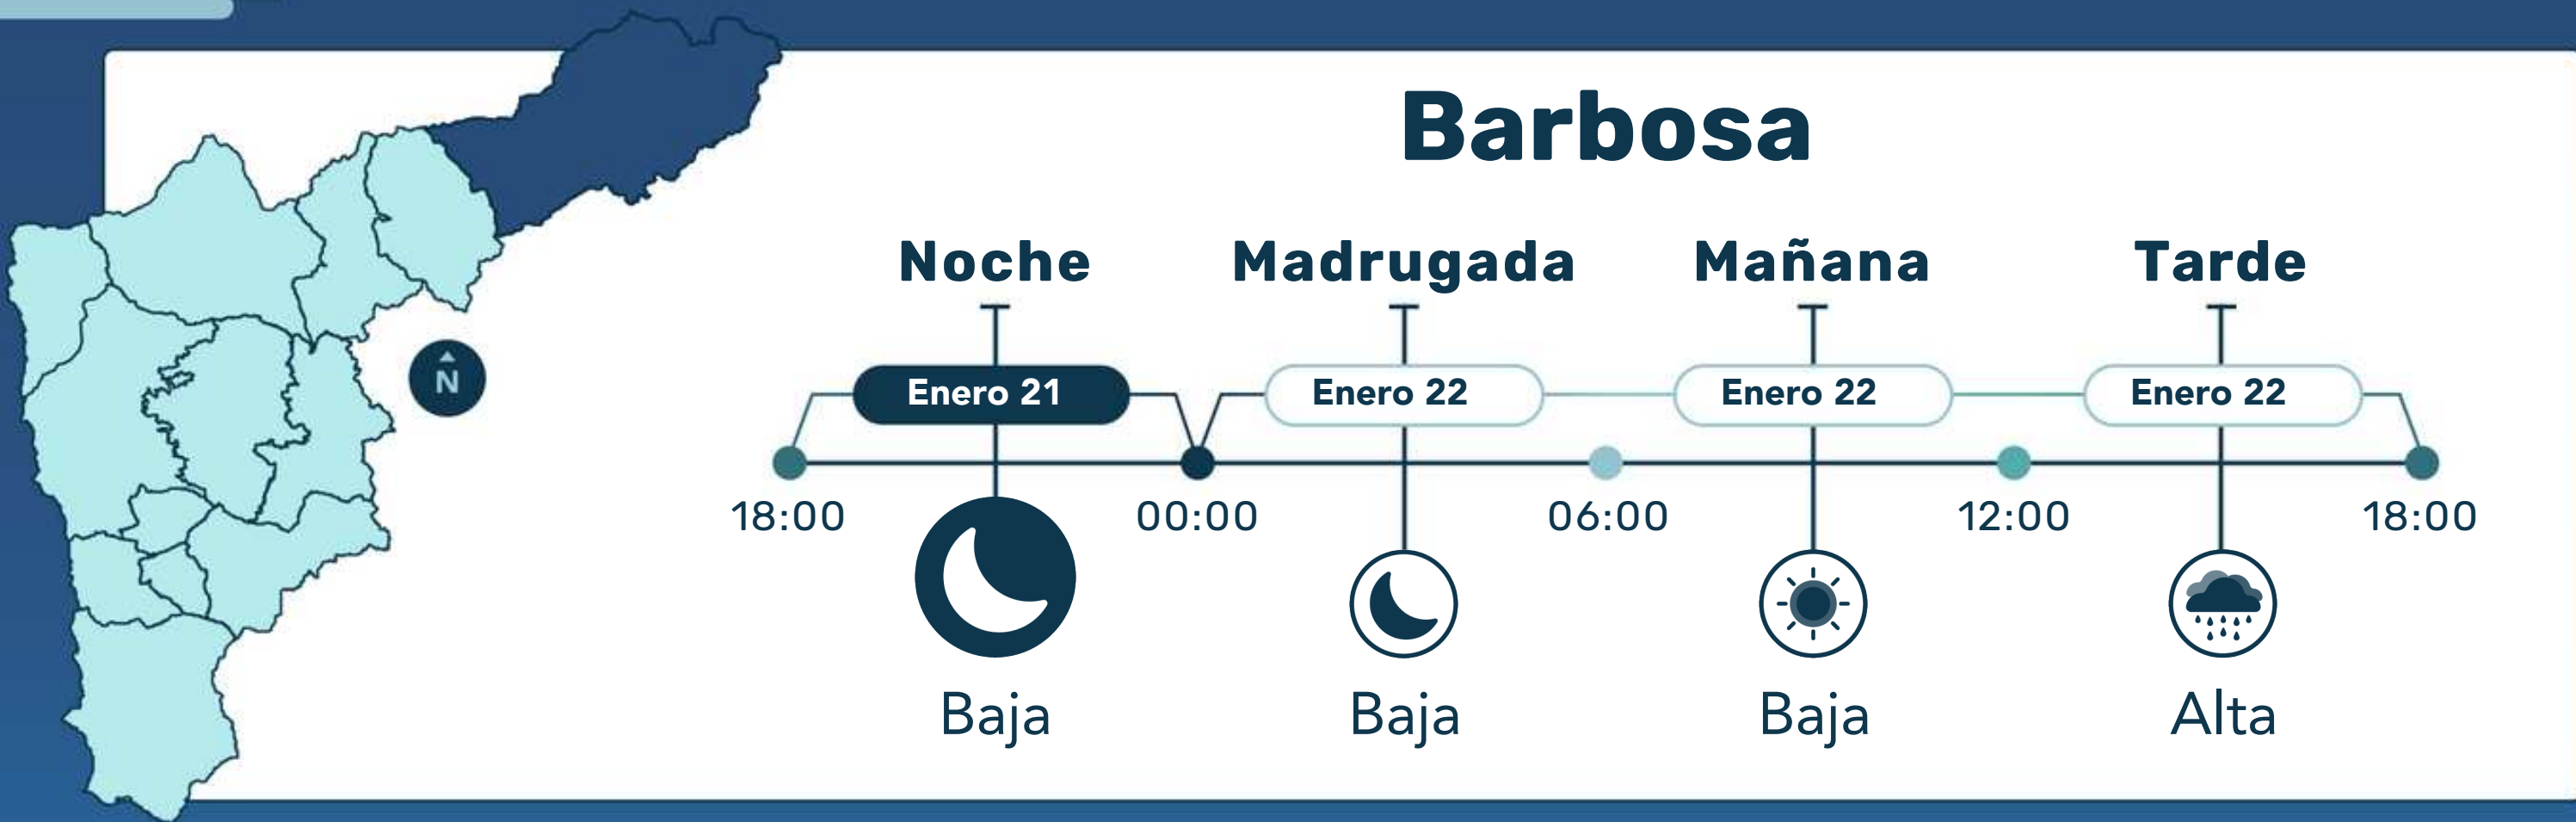 Barbosa
Noche Madrugada Mañana Tarde
Enero 21 Enero 22 Enero 22 Enero 22
N
18:00 00:00 06:00 12:00 18:00
Baja Baja Baja Alta